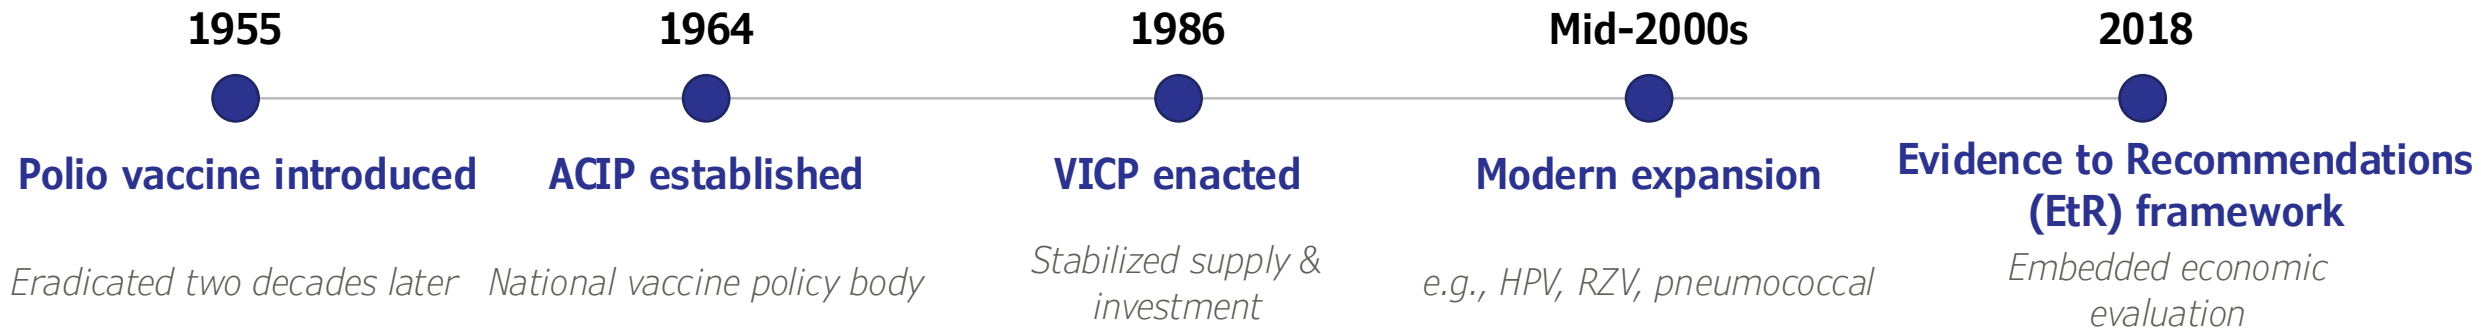 1955
Polio vaccine introduced
Eradicated two decades later
1964
ACIP established
National vaccine policy body
1986
VICP enacted
Stabilized supply &
investment
Mid-2000s
Modern expansion
e.g., HPV, RZV, pneumococcal
2018
Evidence to Recommendations
(EtR) framework
Embedded economic
evaluation